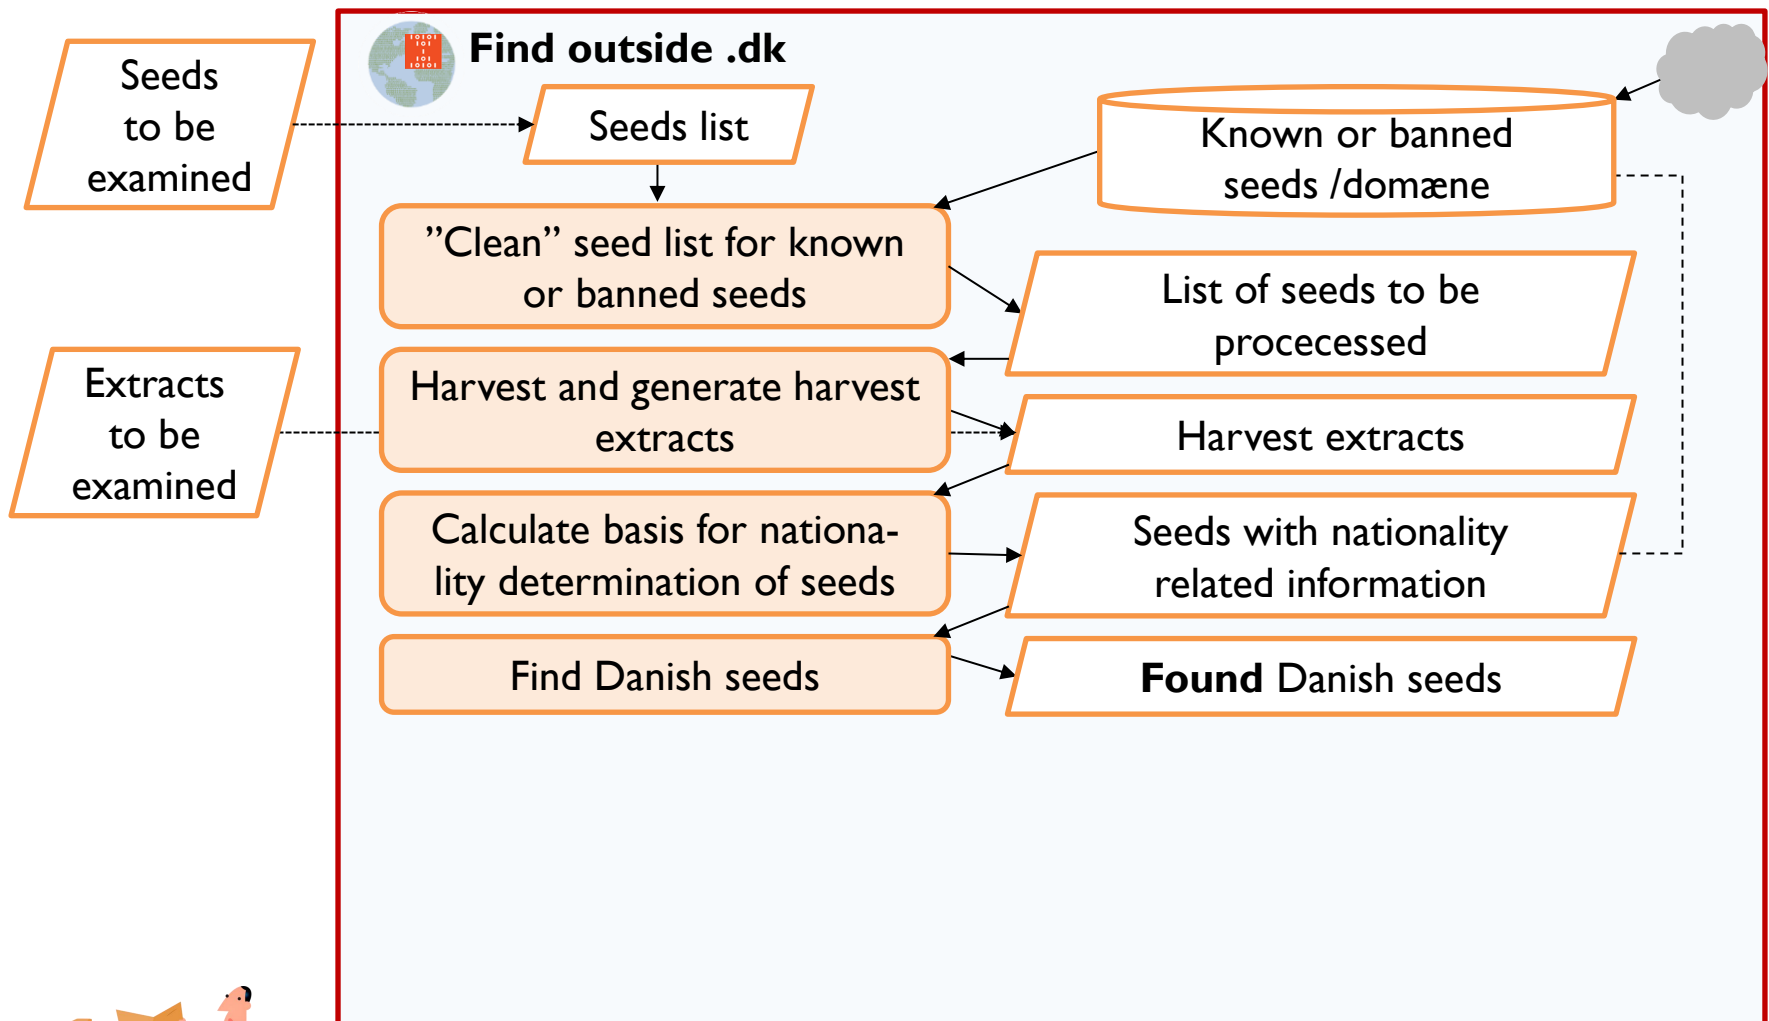 Find outside .dk
Seeds
to be
examined
Seeds list
Known or banned
seeds /domæne
”Clean” seed list for known
or banned seeds
List of seeds to be
procecessed
Extracts
to be
examined
Harvest and generate harvest
extracts
Harvest extracts
Calculate basis for nationa-
lity determination of seeds
Seeds with nationality
related information
Find Danish seeds
Found Danish seeds